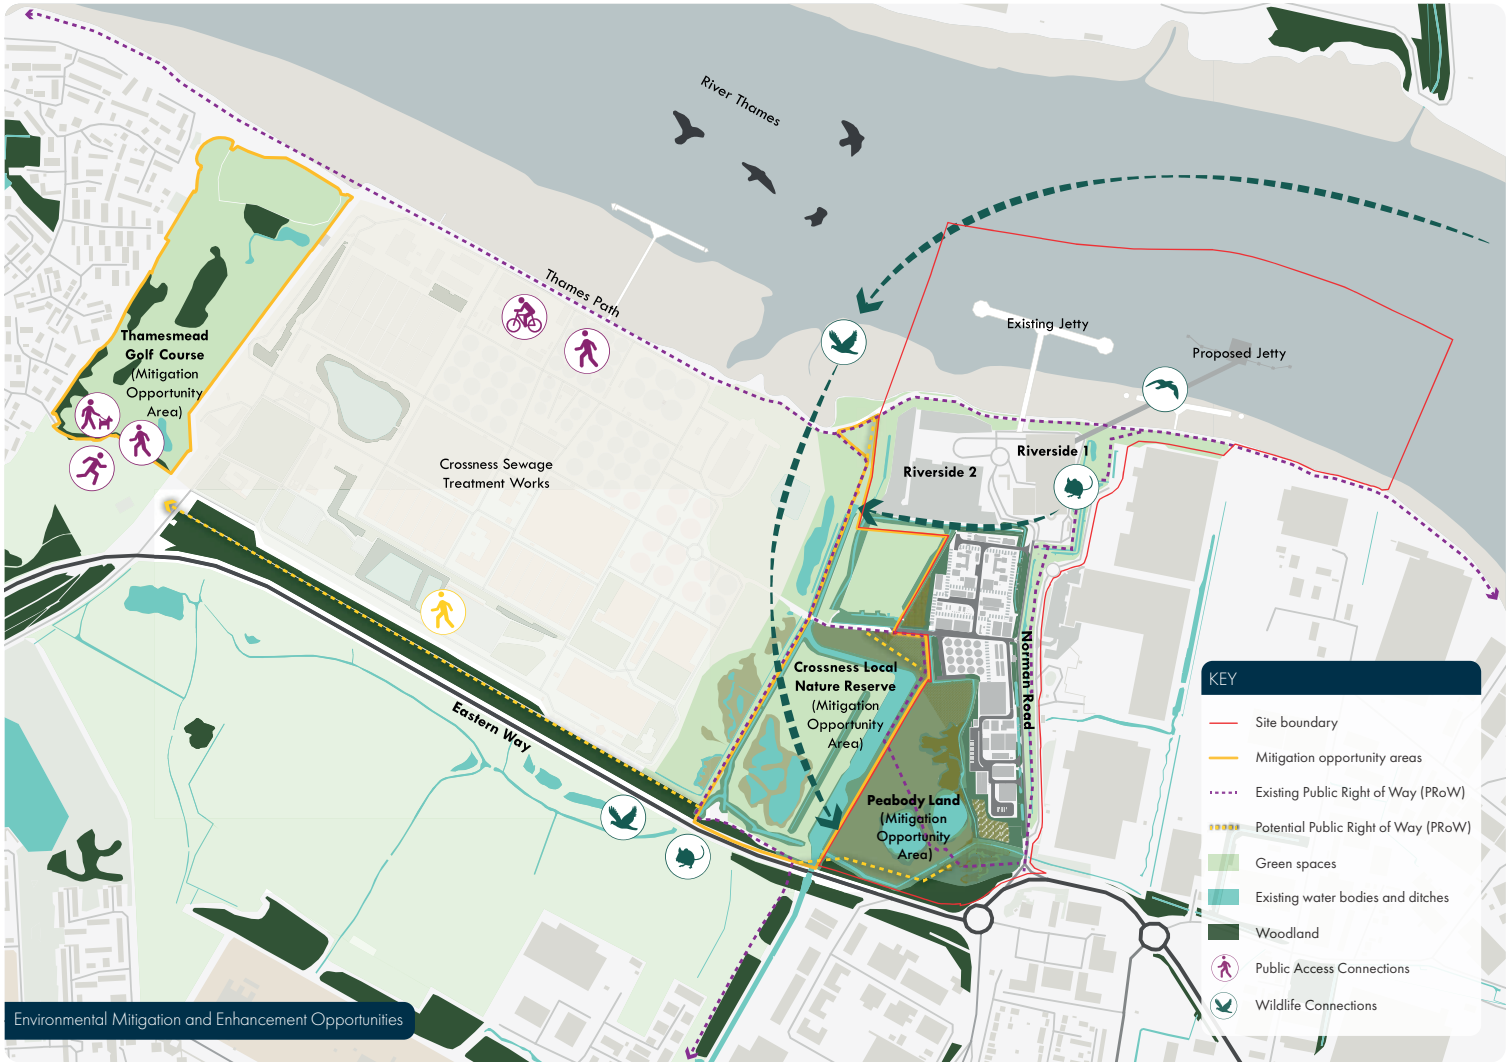 River Thames
Thames Path
Existing Jetty
Proposed Jetty
Thamesmead
Golf Course
(Mitigation
Opportunity
Area)
Crossness Sewage
Treatment Works
Riverside 1
Riverside 2
Norman Road
Crossness Local
Nature Reserve
(Mitigation
Opportunity
Area)
Eastern Way
Peabody Land
(Mitigation
Opportunity
Area)
KEY
Site boundary
Mitigation opportunity areas
Existing Public Right of Way (PRoW)
Potential Public Right of Way (PRoW)
Green spaces
Existing water bodies and ditches
Woodland
Public Access Connections
Wildlife Connections
Environmental Mitigation and Enhancement Opportunities